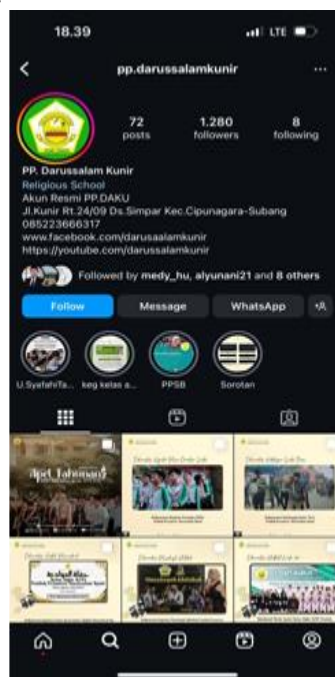 18.39
LTE
pp.darussalamkunir
72
posts
1.280
followers
8
following
PP. Darussalam Kunir
Religious School
Akun Resmi PP.DAKU
Jl.Kunir Rt.24/09 Ds.Simpar Kec.Cipunagara-Subang
085223666317
www.facebook.com/darusaalamkunir
https://youtube.com/darussalamkunir
Followed by medy_hu, alyunani21 and 8 others
Follow
Message
WhatsApp
U.SyafahiTa...
keg kelas a...
PPSB
Sorotan